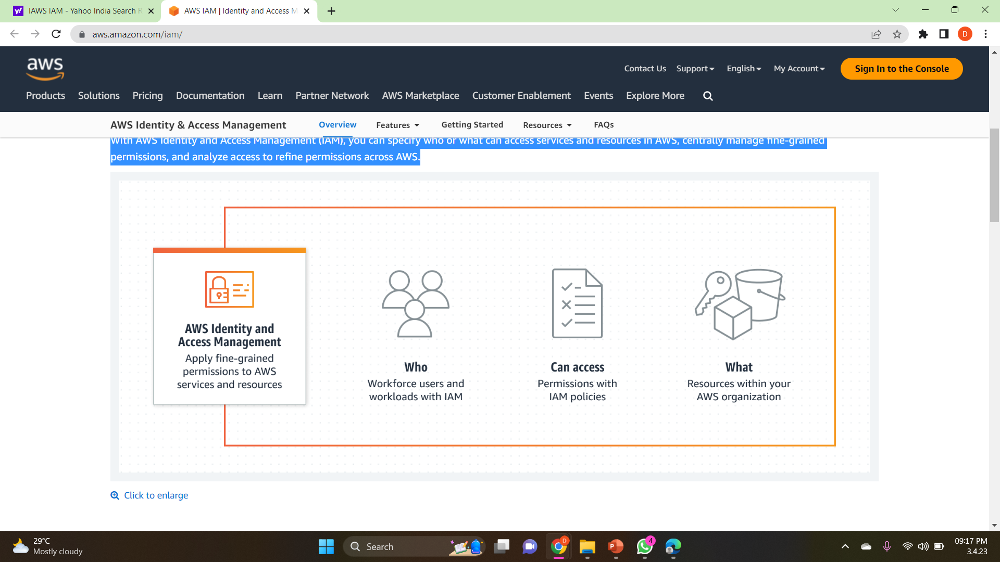 IAWS IAM - Yahoo India Search R
AWS IAM | Identity and Access M
aws.amazon.com/iam/
D
aws
Contact Us Support English My Account Sign In to the Console
Products Solutions Pricing Documentation Learn Partner Network AWS Marketplace Customer Enablement Events Explore More
AWS Identity & Access Management Overview Features Getting Started Resources FAQs
With AWS Identity and Access Management (IAM), you can specify who or what can access services and resources in AWS, centrally manage fine-grained
permissions, and analyze access to refine permissions across AWS.
AWS Identity and
Access Management
Apply fine-grained
permissions to AWS
services and resources
Who
Workforce users and
workloads with IAM
Can access
Permissions with
IAM policies
What
Resources within your
AWS organization
Click to enlarge
29°C
Mostly cloudy
Search
D
P
4
09:17 PM
3.4.23